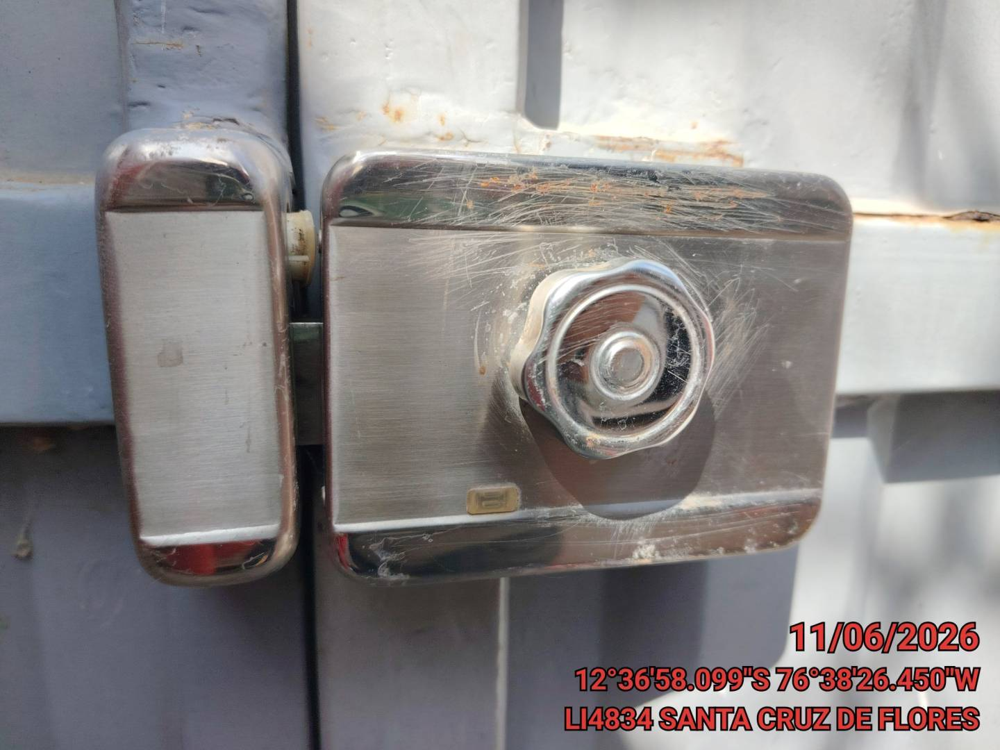 11/06/2026
12°36'58.099"S 76°38'26.450"W
LI4834 SANTA CRUZ DE FLORES